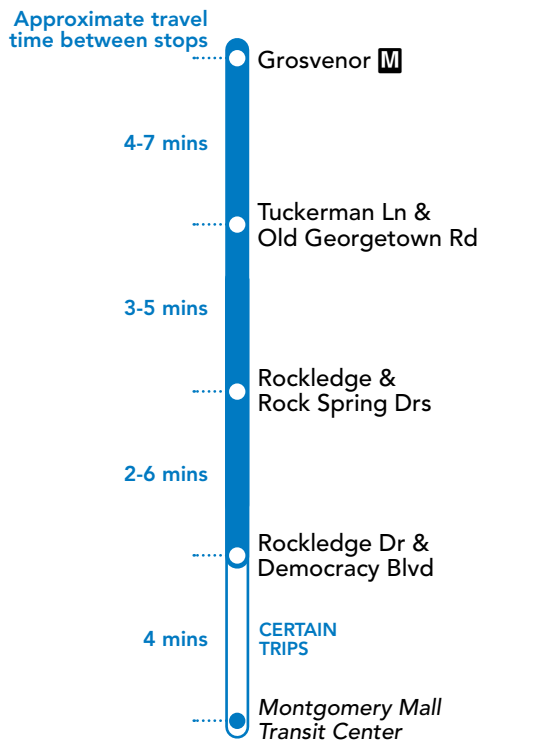 Approximate travel
time between stops
Grosvenor M
4-7 mins
Tuckerman Ln &
Old Georgetown Rd
3-5 mins
Rockledge &
Rock Spring Drs
2-6 mins
Rockledge Dr &
Democracy Blvd
4 mins
CERTAIN
TRIPS
Montgomery Mall
Transit Center